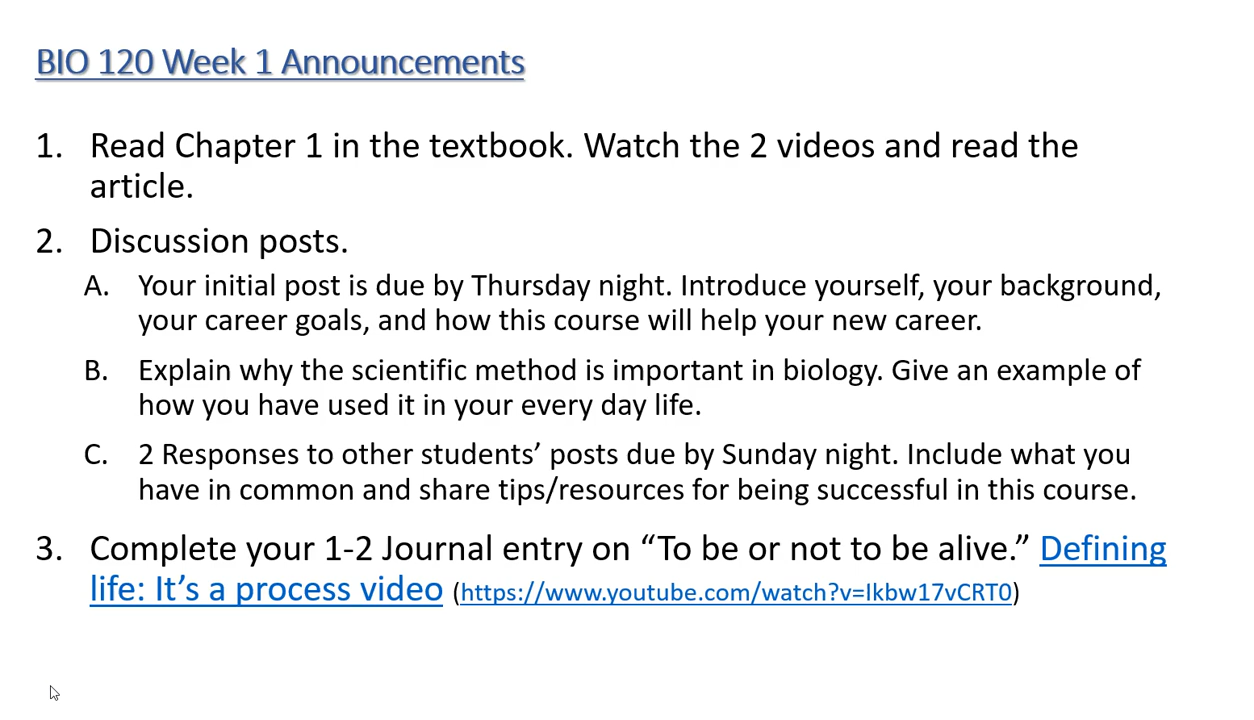 BIO 120 Week 1 Announcements
1. Read Chapter 1 in the textbook. Watch the 2 videos and read the
article.
2. Discussion posts.
A. Your initial post is due by Thursday night. Introduce yourself, your background,
your career goals, and how this course will help your new career.
B. Explain why the scientific method is important in biology. Give an example of
how you have used it in your every day life.
C. 2 Responses to other students’ posts due by Sunday night. Include what you
have in common and share tips/resources for being successful in this course.
3. Complete your 1-2 Journal entry on “To be or not to be alive.” Defining
life: It’s a process video (https://www.youtube.com/watch?v=Ikbw17vCRT0)